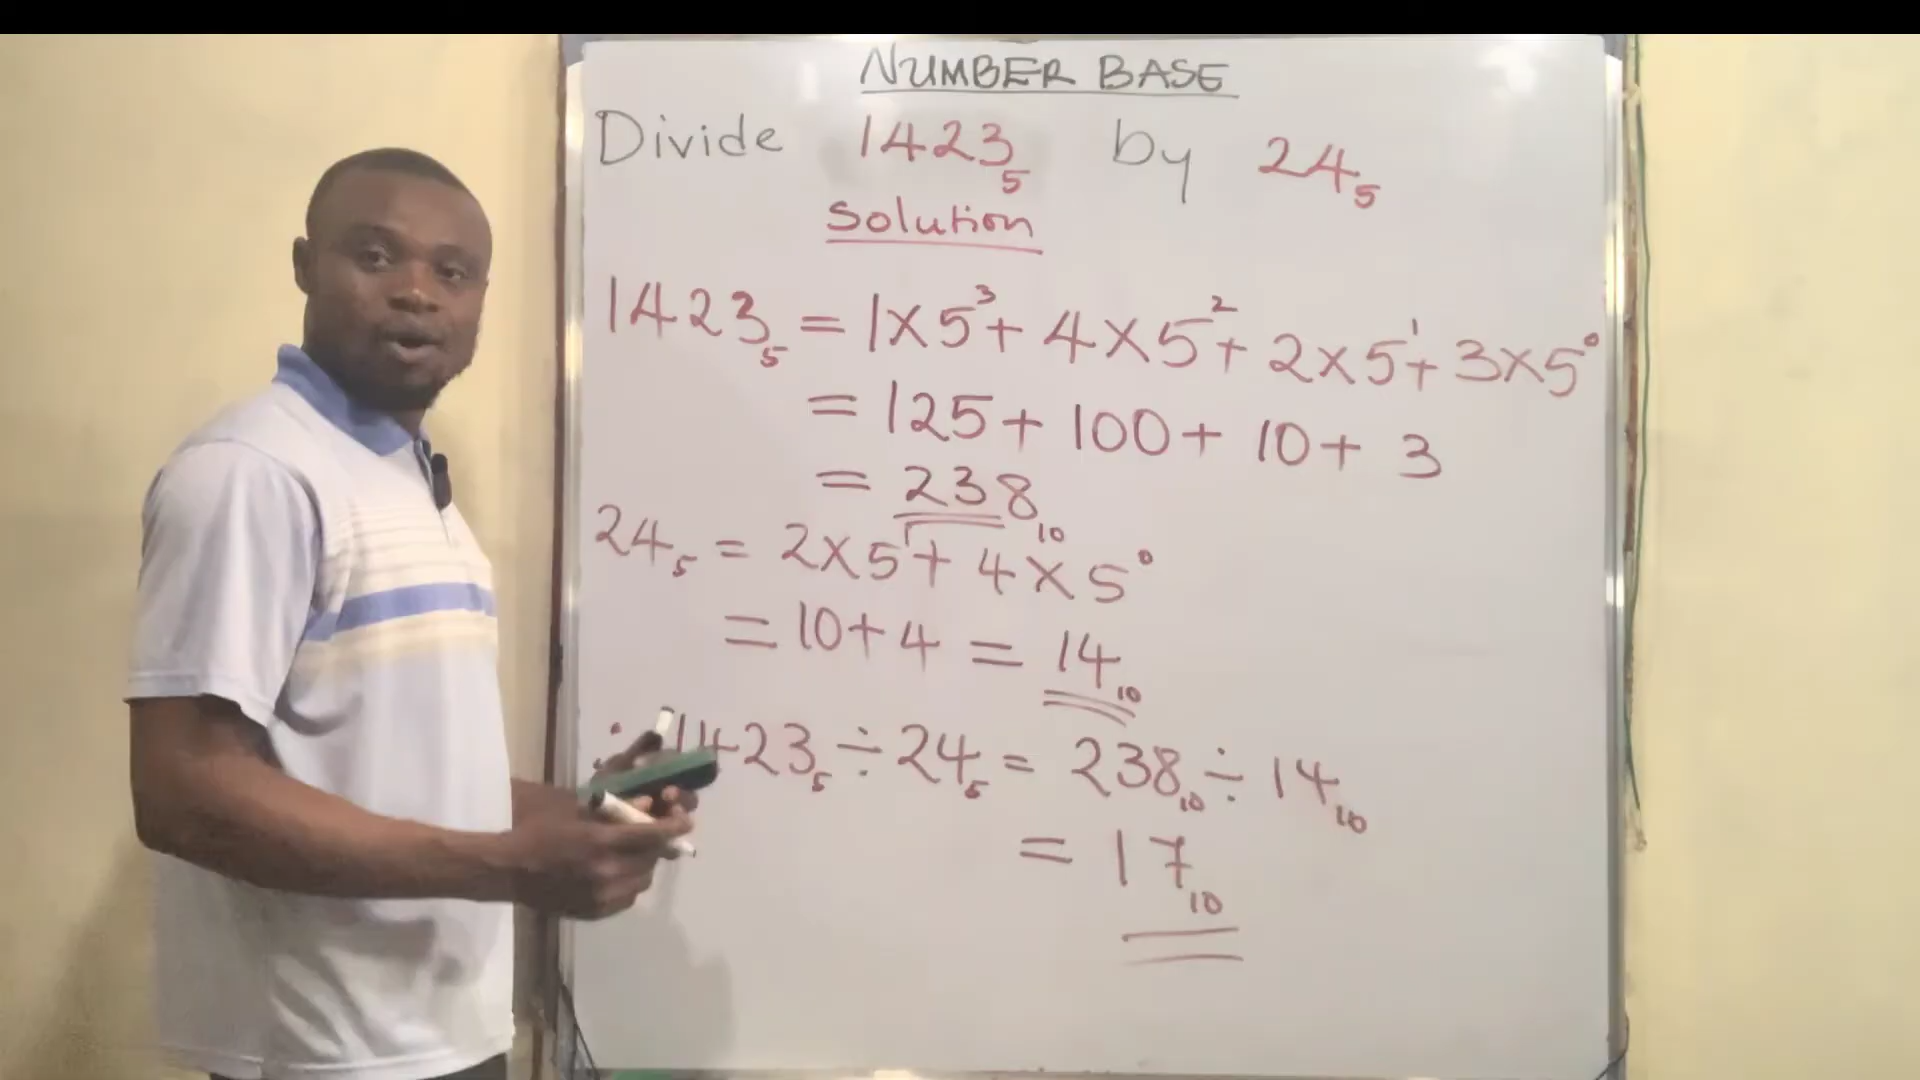 NUMBER BASE
Divide 1423₅ by 24₅
Solution
1423₅ = 1×5³ + 4×5² + 2×5¹ + 3×5⁰
= 125 + 100 + 10 + 3
= 238₁₀
24₅ = 2×5¹ + 4×5⁰
= 10+4 = 14₁₀
∴ 1423₅ ÷ 24₅ = 238₁₀ ÷ 14₁₀
= 17₁₀